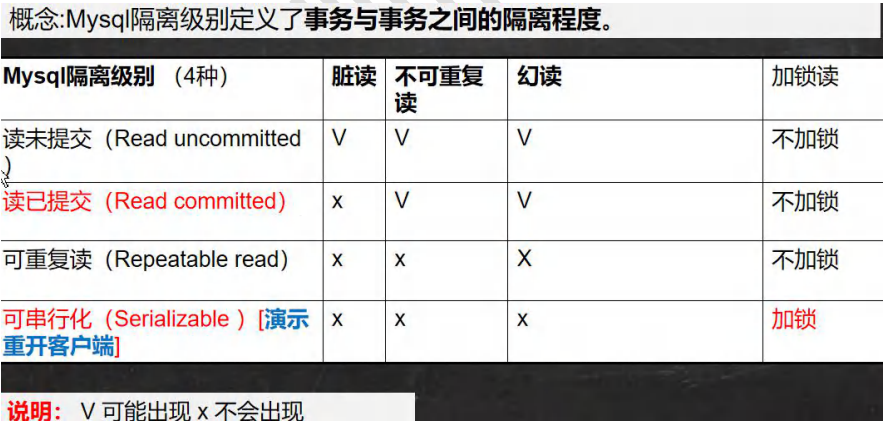 概念:Mysql隔离级别定义了事务与事务之间的隔离程度。
Mysql隔离级别 （4种） 脏读 不可重复 幻读 加锁读
读
读未提交（Read uncommitted V V V 不加锁
）
读已提交（Read committed） x V V 不加锁
可重复读（Repeatable read） x x X 不加锁
可串行化（Serializable ）[演示 x x x 加锁
重开客户端]
说明： V 可能出现 x 不会出现